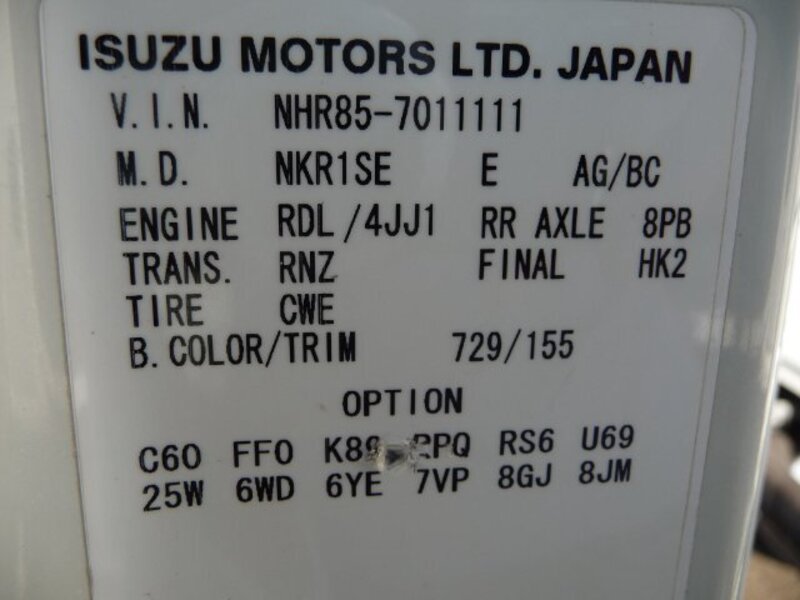 ISUZU MOTORS LTD. JAPAN
V.I.N. NHR85-7011111
M.D. NKR1SE E AG/BC
ENGINE RDL/4JJ1 RR AXLE 8PB
TRANS. RNZ FINAL HK2
TIRE CWE
B.COLOR/TRIM 729/155
OPTION
C60 FF0 RS6 U69
25W 6WD 6YE 7VP 8GJ 8JM